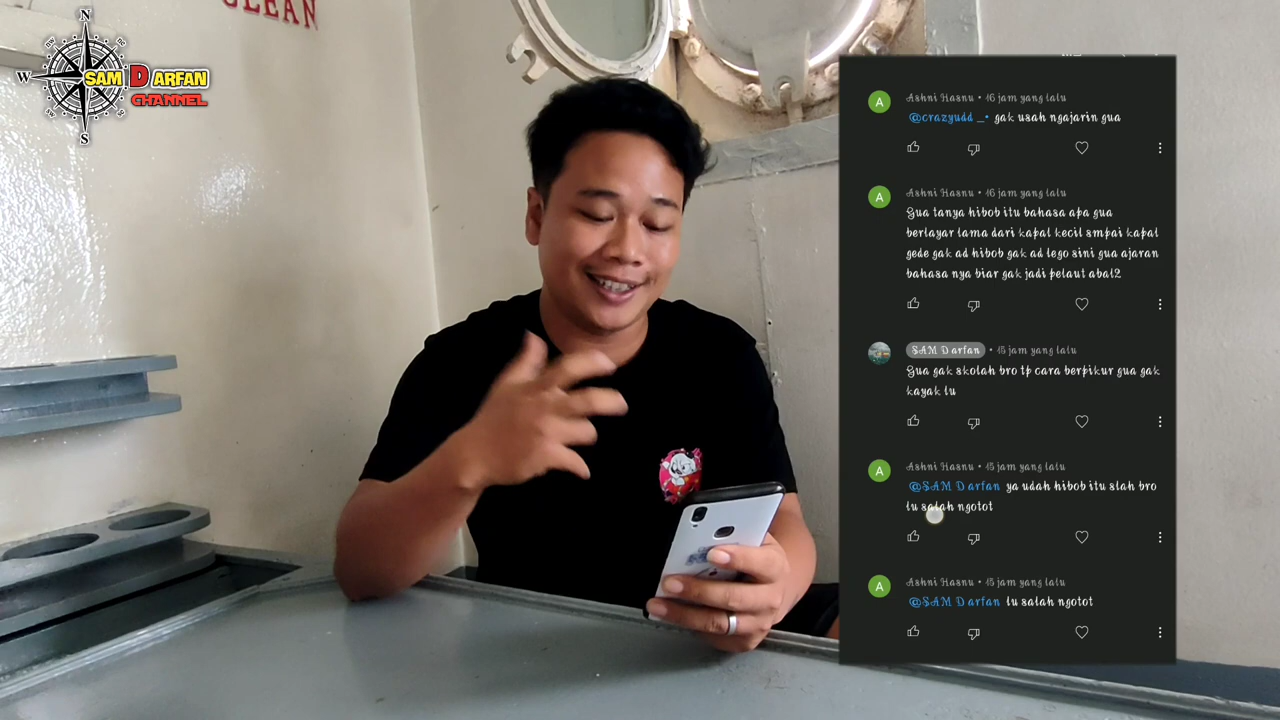 CLEAN
N
W
SAM D ARFAN
CHANNEL
S
A
Ashni Hasnu • 16 jam yang lalu
@crazyudd _• gak usah ngajarin gua
A
Ashni Hasnu • 16 jam yang lalu
Gua tanya hibob itu bahasa apa gua
berlayar lama dari kapal kecil smpai kapal
gede gak ad hibob gak ad lego sini gua ajaran
bahasa nya biar gak jadi pelaut abal2
SAM D arfan • 15 jam yang lalu
Gua gak skolah bro tp cara berpikur gua gak
kayak lu
A
Ashni Hasnu • 15 jam yang lalu
@SAM D arfan ya udah hibob itu slah bro
lu salah ngotot
A
Ashni Hasnu • 15 jam yang lalu
@SAM D arfan lu salah ngotot